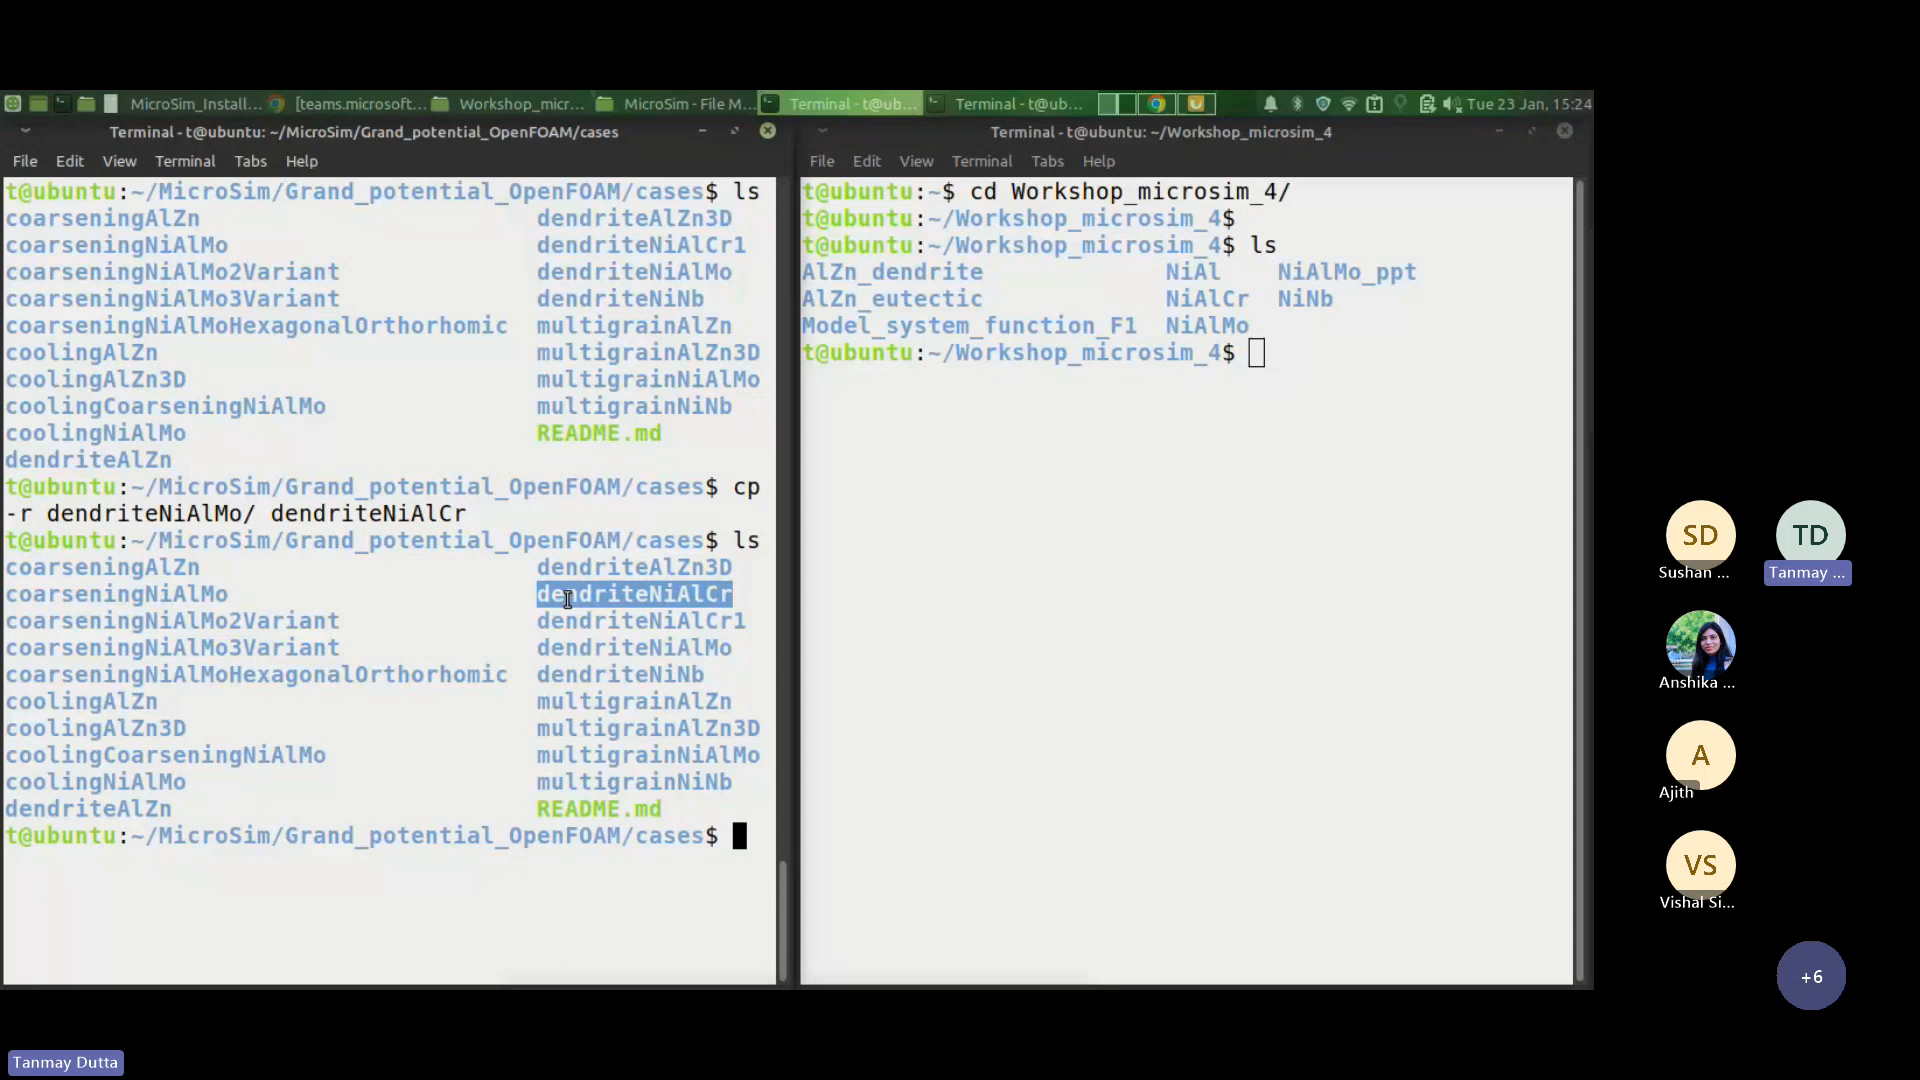 MicroSim_Install... [teams.microsoft... Workshop_micr... MicroSim - File M... Terminal - t@ub... Terminal - t@ub... Tue 23 Jan, 15:24
Terminal - t@ubuntu: ~/MicroSim/Grand_potential_OpenFOAM/cases
File Edit View Terminal Tabs Help
t@ubuntu:~/MicroSim/Grand_potential_OpenFOAM/cases$ ls
coarseningAlZn dendriteAlZn3D
coarseningNiAlMo dendriteNiAlCr1
coarseningNiAlMo2Variant dendriteNiAlMo
coarseningNiAlMo3Variant dendriteNiNb
coarseningNiAlMoHexagonalOrthorhomic multigrainAlZn
coolingAlZn multigrainAlZn3D
coolingAlZn3D multigrainNiAlMo
coolingCoarseningNiAlMo multigrainNiNb
coolingNiAlMo README.md
dendriteAlZn
t@ubuntu:~/MicroSim/Grand_potential_OpenFOAM/cases$ cp
-r dendriteNiAlMo/ dendriteNiAlCr
t@ubuntu:~/MicroSim/Grand_potential_OpenFOAM/cases$ ls
coarseningAlZn dendriteAlZn3D
coarseningNiAlMo dendriteNiAlCr
coarseningNiAlMo2Variant dendriteNiAlCr1
coarseningNiAlMo3Variant dendriteNiAlMo
coarseningNiAlMoHexagonalOrthorhomic dendriteNiNb
coolingAlZn multigrainAlZn
coolingAlZn3D multigrainAlZn3D
coolingCoarseningNiAlMo multigrainNiAlMo
coolingNiAlMo multigrainNiNb
dendriteAlZn README.md
t@ubuntu:~/MicroSim/Grand_potential_OpenFOAM/cases$
Terminal - t@ubuntu: ~/Workshop_microsim_4
File Edit View Terminal Tabs Help
t@ubuntu:~$ cd Workshop_microsim_4/
t@ubuntu:~/Workshop_microsim_4$
t@ubuntu:~/Workshop_microsim_4$ ls
AlZn_dendrite NiAl NiAlMo_ppt
AlZn_eutectic NiAlCr NiNb
Model_system_function_F1 NiAlMo
t@ubuntu:~/Workshop_microsim_4$
SD TD
Sushan ... Tanmay ...
Anshika ...
A
Ajith
VS
Vishal Si...
+6
Tanmay Dutta